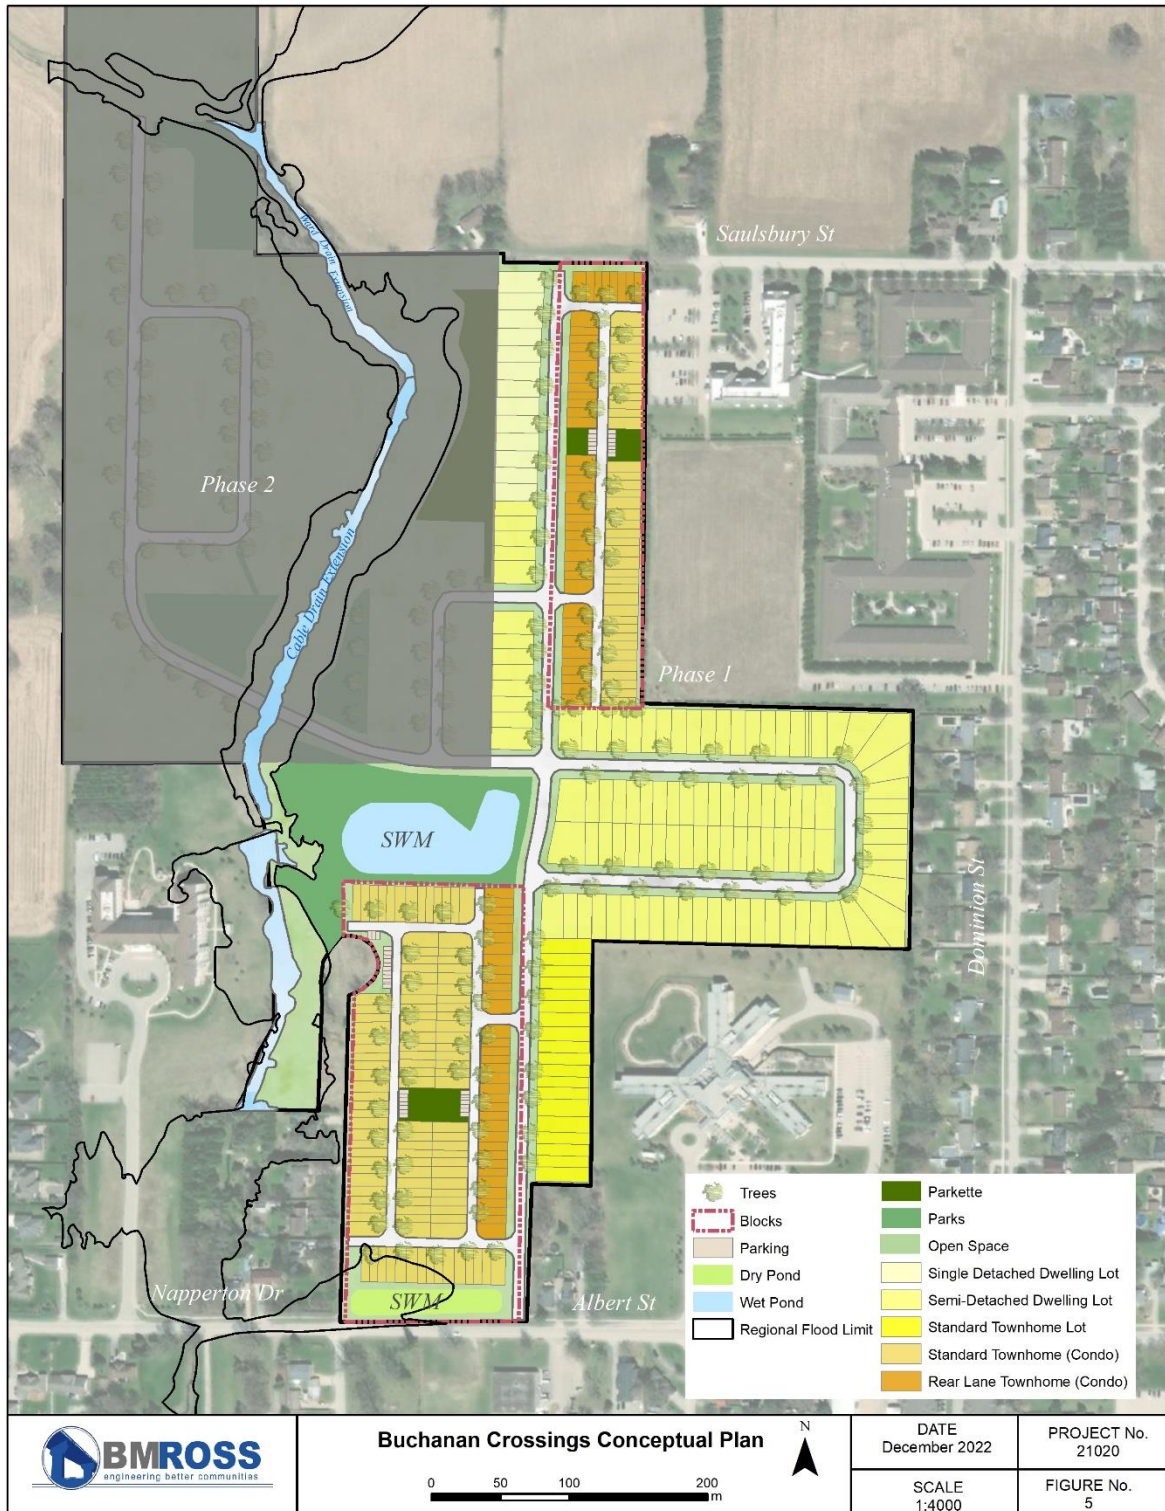 Saulsbury St
Ward Drain Extension
Phase 2
Cable Drain Extension
Phase 1
SWM
Dominion St
Napperton Dr
SWM
Albert St
Trees
Blocks
Parking
Dry Pond
Wet Pond
Regional Flood Limit
Parkette
Parks
Open Space
Single Detached Dwelling Lot
Semi-Detached Dwelling Lot
Standard Townhome Lot
Standard Townhome (Condo)
Rear Lane Townhome (Condo)
BMROSS
engineering better communities
Buchanan Crossings Conceptual Plan
0 50 100 200
m
N
DATE
December 2022
PROJECT No.
21020
SCALE
1:4000
FIGURE No.
5